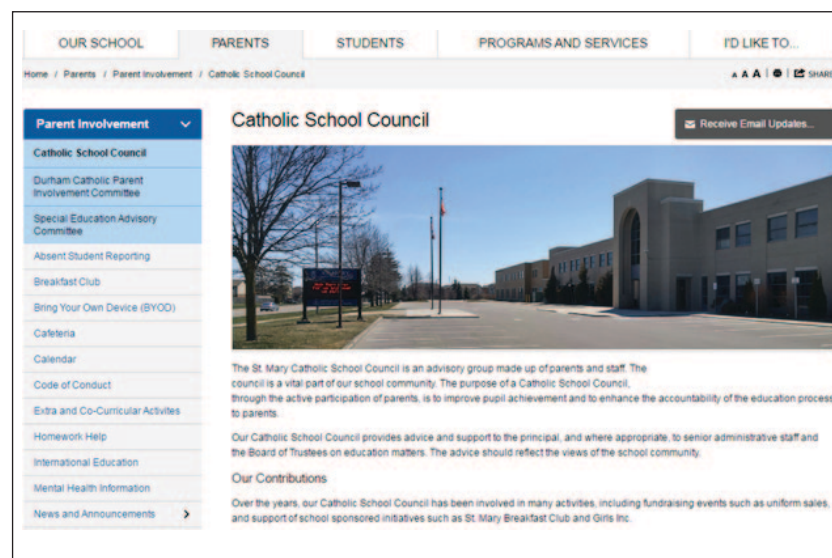 OUR SCHOOL PARENTS STUDENTS PROGRAMS AND SERVICES I'D LIKE TO...
Home / Parents / Parent Involvement / Catholic School Council
A A A | | SHARE
Parent Involvement
Catholic School Council
Durham Catholic Parent
Involvement Committee
Special Education Advisory
Committee
Absent Student Reporting
Breakfast Club
Bring Your Own Device (BYOD)
Cafeteria
Calendar
Code of Conduct
Extra and Co-Curricular Activites
Homework Help
International Education
Mental Health Information
News and Announcements
Catholic School Council
Receive Email Updates...
The St. Mary Catholic School Council is an advisory group made up of parents and staff. The
council is a vital part of our school community. The purpose of a Catholic School Council,
through the active participation of parents, is to improve pupil achievement and to enhance the accountability of the education process
to parents.
Our Catholic School Council provides advice and support to the principal, and where appropriate, to senior administrative staff and
the Board of Trustees on education matters. The advice should reflect the views of the school community.
Our Contributions
Over the years, our Catholic School Council has been involved in many activities, including fundraising events such as uniform sales,
and support of school sponsored initiatives such as St. Mary Breakfast Club and Girls Inc.